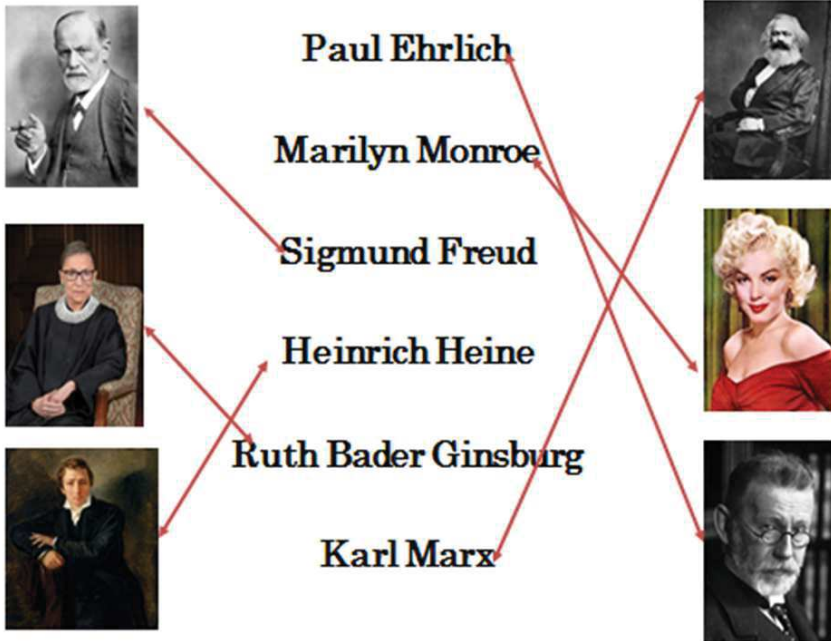 Paul Ehrlich
Marilyn Monroe
Sigmund Freud
Heinrich Heine
Ruth Bader Ginsburg
Karl Marx